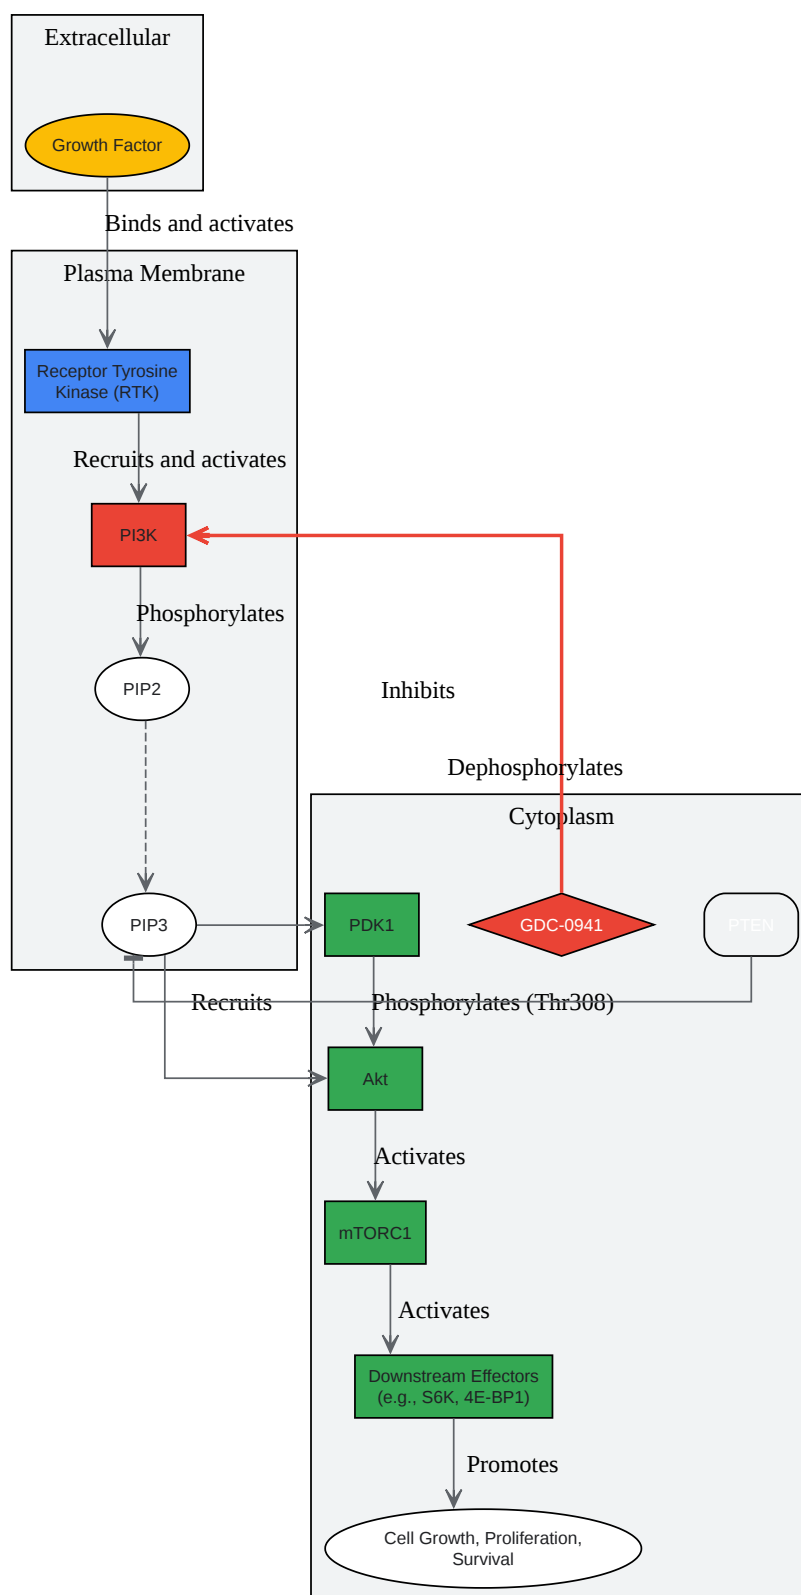 Extracellular
Growth Factor
Binds and activates
Plasma Membrane
Receptor Tyrosine
Kinase (RTK)
Recruits and activates
PI3K
Phosphorylates
PIP2
Inhibits
Dephosphorylates
Cytoplasm
PIP3
PDK1
GDC-0941
PTEN
Recruits
Phosphorylates (Thr308)
Akt
Activates
mTORC1
Activates
Downstream Effectors
(e.g., S6K, 4E-BP1)
Promotes
Cell Growth, Proliferation,
Survival